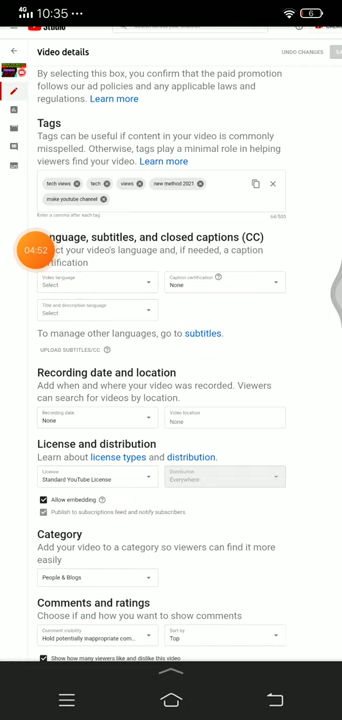 4G
10:35
6
Studio
Video details
UNDO CHANGES
By selecting this box, you confirm that the paid promotion
follows our ad policies and any applicable laws and
regulations. Learn more
Tags
Tags can be useful if content in your video is commonly
misspelled. Otherwise, tags play a minimal role in helping
viewers find your video. Learn more
tech views tech views new method 2021
make youtube channel
Enter a comma after each tag
64/500
04:52
nguage, subtitles, and closed captions (CC)
ct your video's language and, if needed, a caption
rtification
Video language
Select
Caption certification
None
Title and description language
Select
To manage other languages, go to subtitles.
UPLOAD SUBTITLES/CC
Recording date and location
Add when and where your video was recorded. Viewers
can search for videos by location.
Recording date
None
Video location
None
License and distribution
Learn about license types and distribution.
License
Standard YouTube License
Distribution
Everywhere
Allow embedding
Publish to subscriptions feed and notify subscribers
Category
Add your video to a category so viewers can find it more
easily
People & Blogs
Comments and ratings
Choose if and how you want to show comments
Comment visibility
Hold potentially inappropriate com...
Sort by
Top
Show how many viewers like and dislike this video